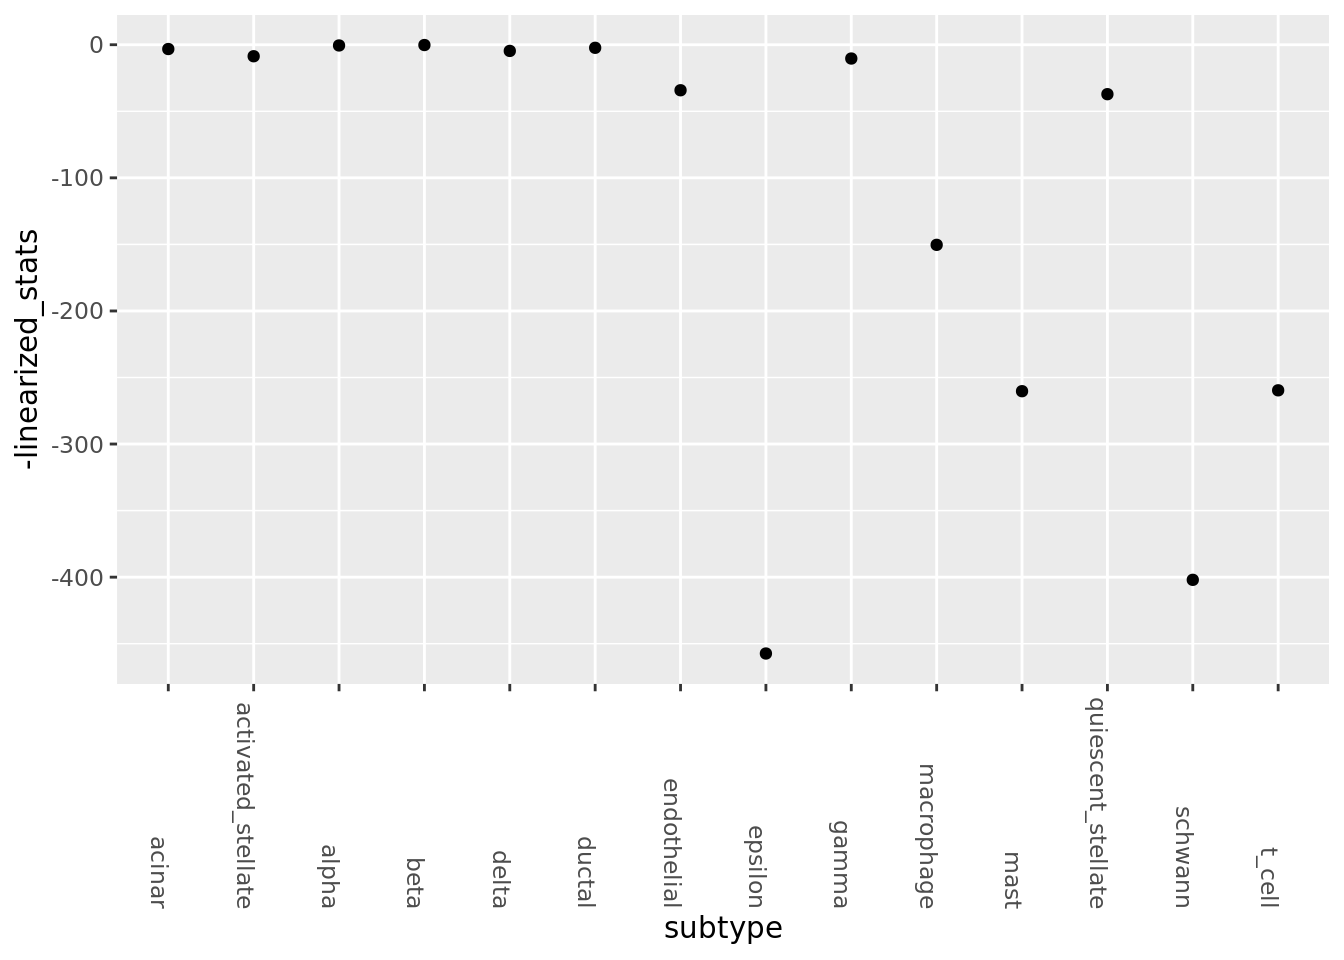 0
-100
-200
-300
-400
-linearized_stats
acinar
activated_stellate
alpha
beta
delta
ductal
endothelial
epsilon
gamma
macrophage
mast
quiescent_stellate
schwann
t_cell
subtype